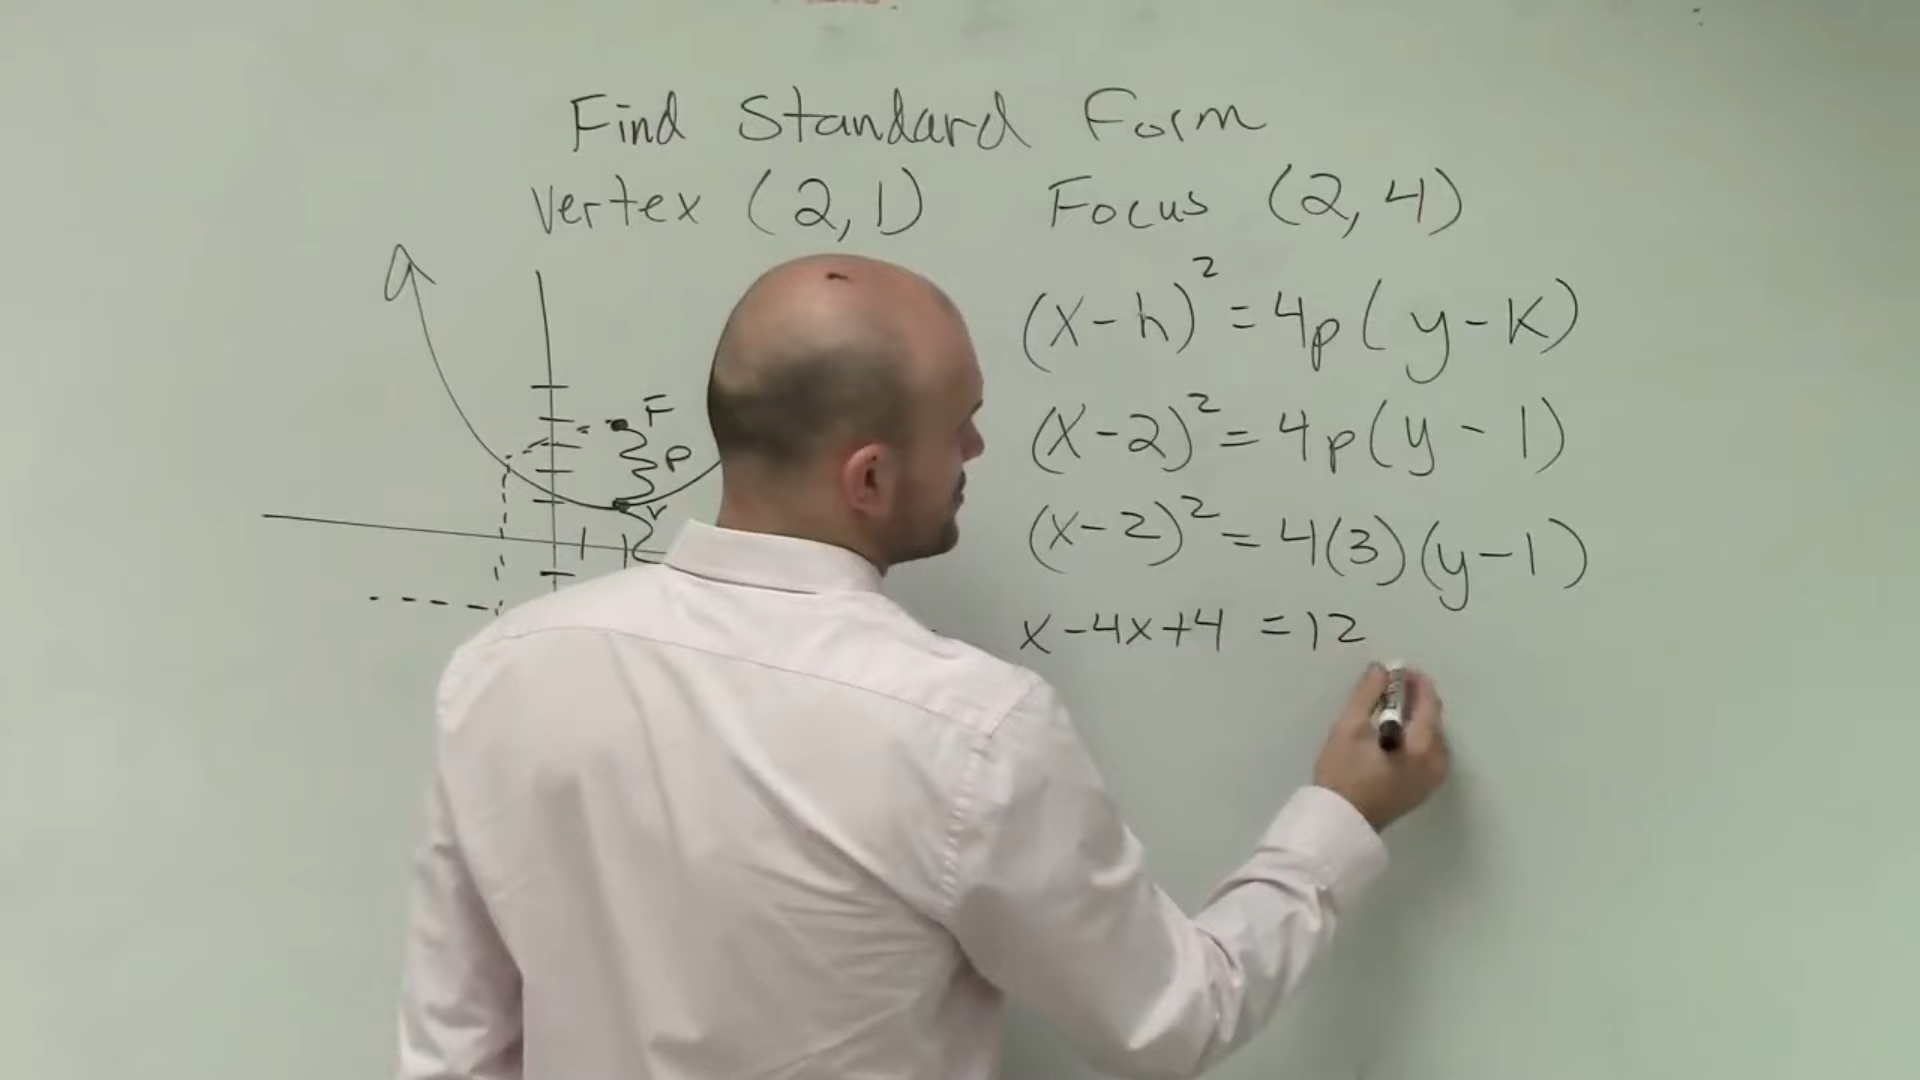 Find Standard Form
Vertex (2,1) Focus (2,4)
(x-h)² = 4p(y-k)
(x-2)² = 4p(y-1)
(x-2)² = 4(3)(y-1)
x-4x+4 = 12
F
P
V